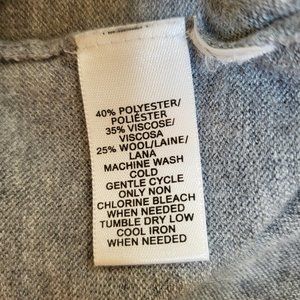 40% POLYESTER/
POLIÉSTER
35% VISCOSE/
VISCOSA
25% WOOL/LAINE/
LANA
MACHINE WASH
COLD
GENTLE CYCLE
ONLY NON
CHLORINE BLEACH
WHEN NEEDED
TUMBLE DRY LOW
COOL IRON
WHEN NEEDED